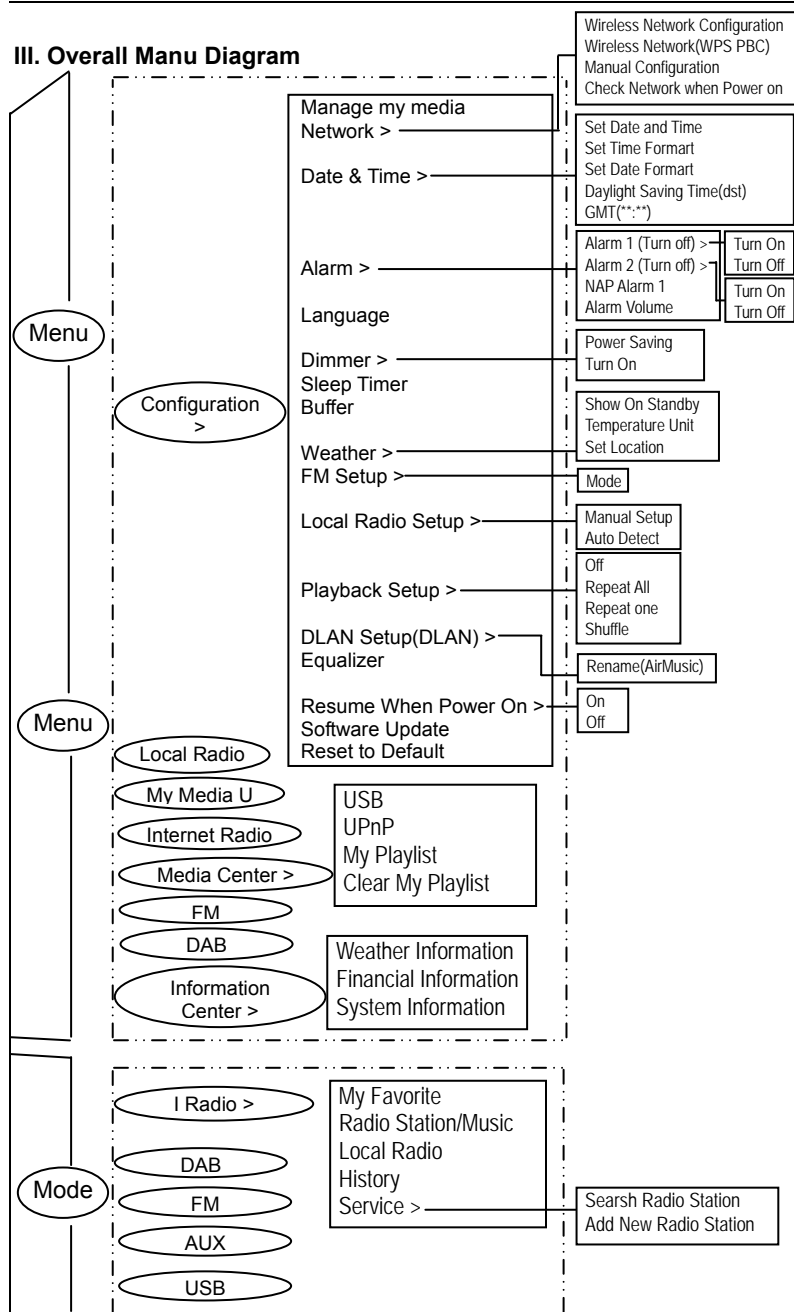 III. Overall Manu Diagram
Menu
Configuration
>
Manage my media
Network >
Wireless Network Configuration
Wireless Network(WPS PBC)
Manual Configuration
Check Network when Power on
Date & Time >
Set Date and Time
Set Time Formart
Set Date Formart
Daylight Saving Time(dst)
GMT(**:**)
Alarm >
Alarm 1 (Turn off) >
Turn On
Turn Off
Alarm 2 (Turn off) >
Turn On
Turn Off
NAP Alarm 1
Alarm Volume
Language
Dimmer >
Power Saving
Turn On
Sleep Timer
Buffer
Weather >
Show On Standby
Temperature Unit
Set Location
FM Setup >
Mode
Local Radio Setup >
Manual Setup
Auto Detect
Playback Setup >
Off
Repeat All
Repeat one
Shuffle
DLAN Setup(DLAN) >
Rename(AirMusic)
Equalizer
Resume When Power On >
On
Off
Software Update
Reset to Default
Menu
Local Radio
My Media U
Internet Radio
Media Center >
USB
UPnP
My Playlist
Clear My Playlist
FM
DAB
Information
Center >
Weather Information
Financial Information
System Information
Mode
I Radio >
My Favorite
Radio Station/Music
Local Radio
History
Service >
Searsh Radio Station
Add New Radio Station
DAB
FM
AUX
USB